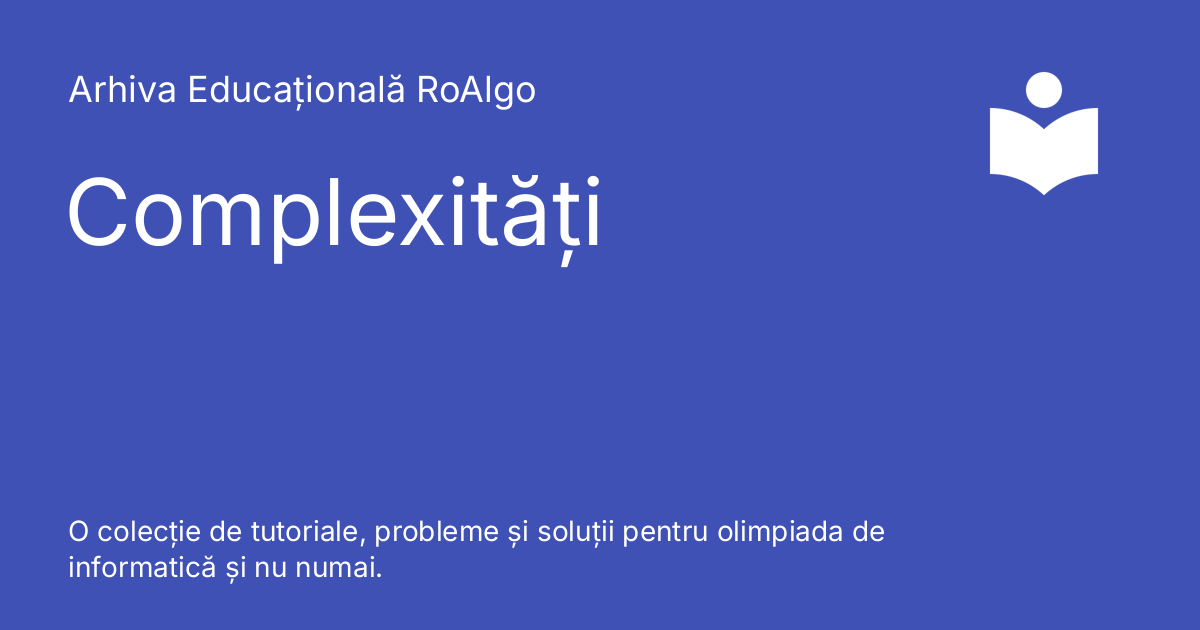 Arhiva Educațională RoAlgo
Complexități
O colecție de tutoriale, probleme și soluții pentru olimpiada de
informatică și nu numai.